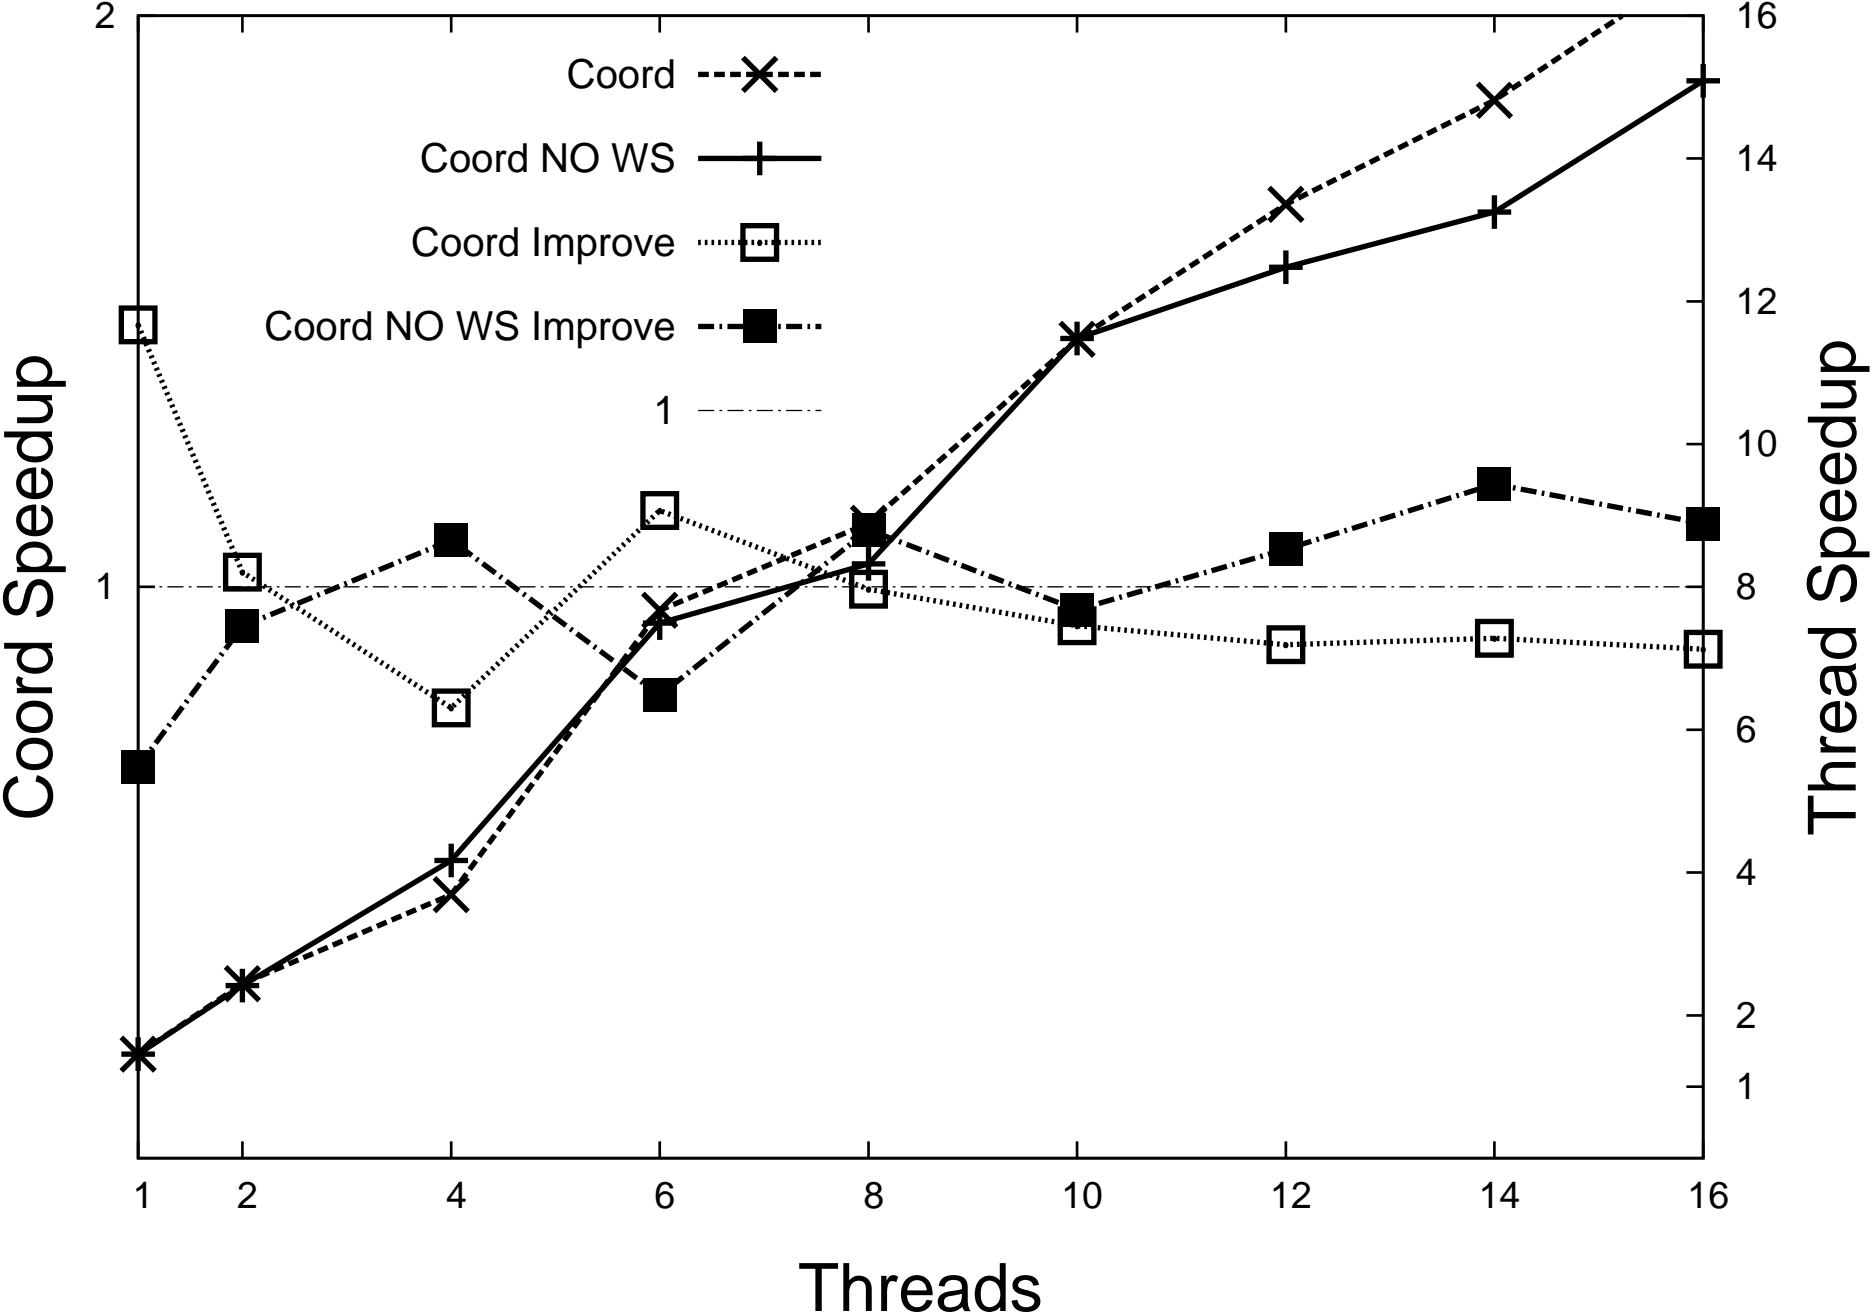 Coord
Coord NO WS
Coord Improve
Coord NO WS Improve
1
Coord Speedup
2
1
Thread Speedup
16
14
12
10
8
6
4
2
1
1 2 4 6 8 10 12 14 16
Threads